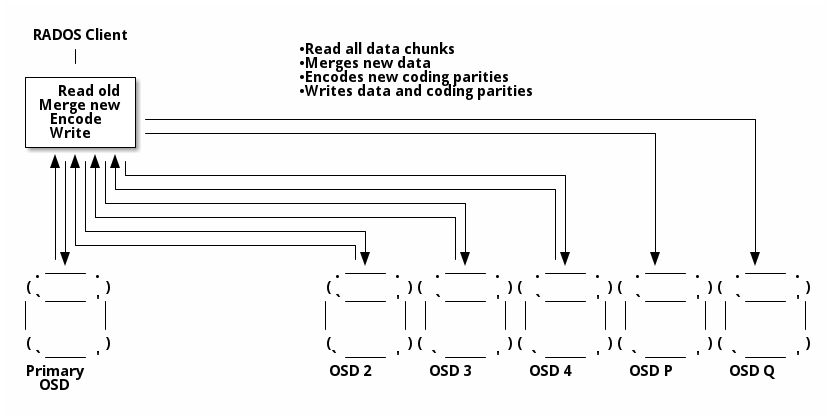 RADOS Client
•Read all data chunks
•Merges new data
•Encodes new coding parities
•Writes data and coding parities
Read old
Merge new
Encode
Write
Primary
OSD
OSD 2
OSD 3
OSD 4
OSD P
OSD Q